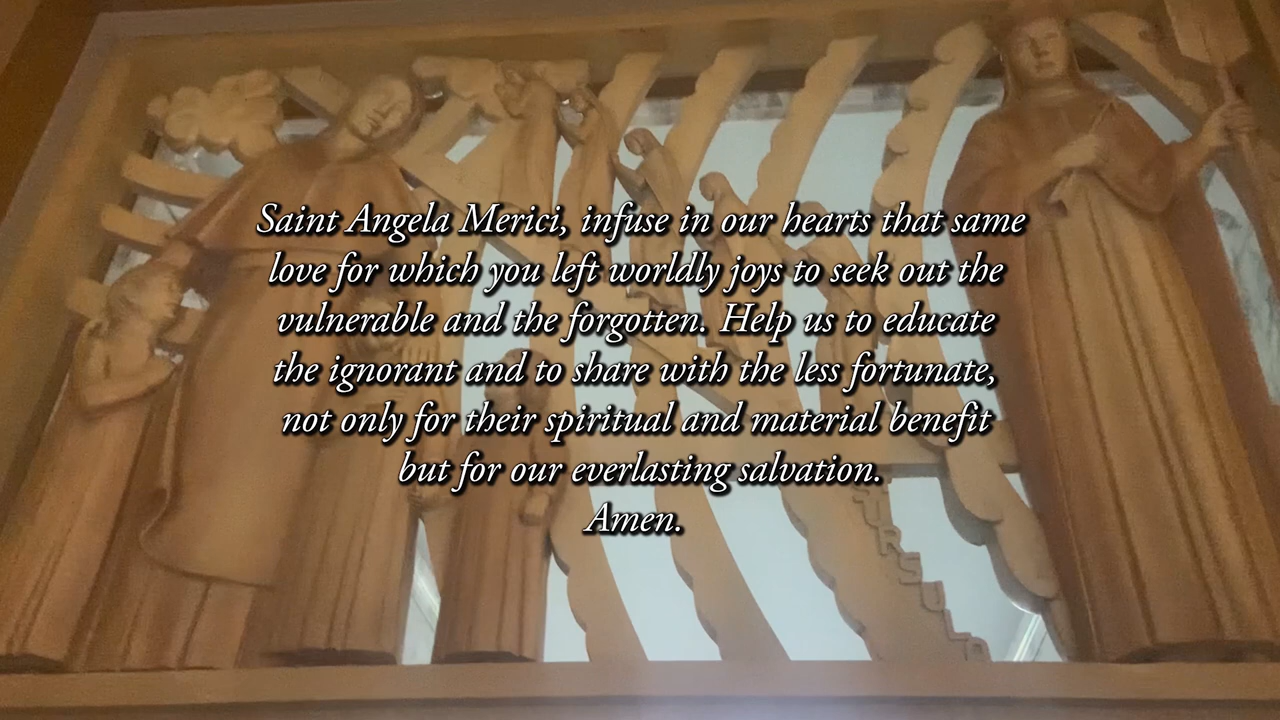 Saint Angela Merici, infuse in our hearts that same
love for which you left worldly joys to seek out the
vulnerable and the forgotten. Help us to educate
the ignorant and to share with the less fortunate,
not only for their spiritual and material benefit
but for our everlasting salvation.
Amen.